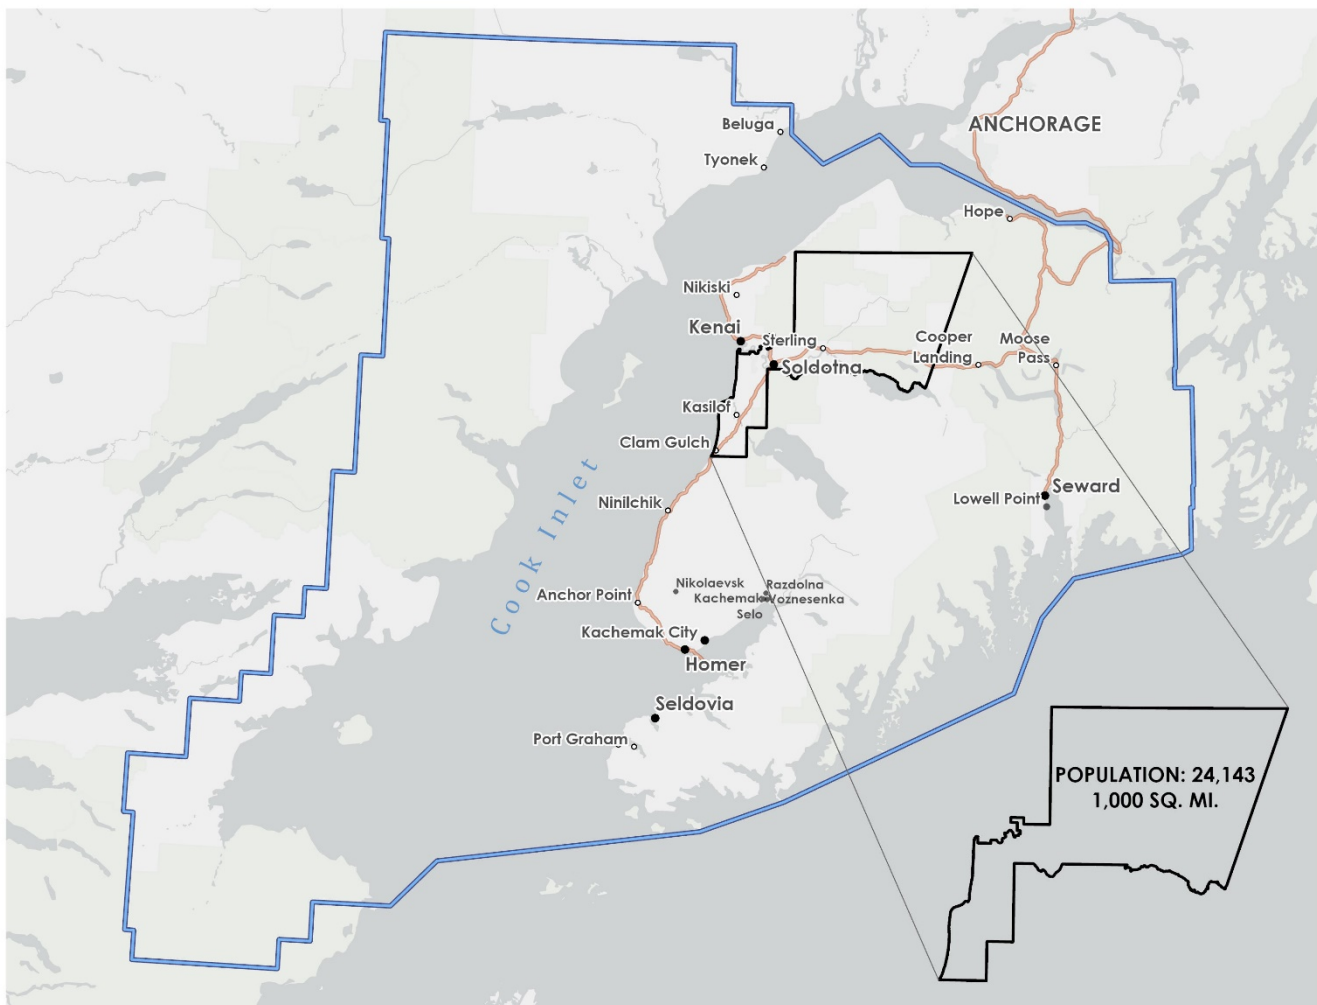 ANCHORAGE
Beluga
Tyonek
Hope
Nikiski
Kenai
Sterling
Cooper
Landing
Moose
Pass
Soldotna
Kasilof
Clam Gulch
Cook Inlet
Ninilchik
Seward
Lowell Point
Nikolaevsk
Razdolna
Kachemak
Selo
Voznesenka
Anchor Point
Kachemak City
Homer
Seldovia
Port Graham
POPULATION: 24,143
1,000 SQ. MI.